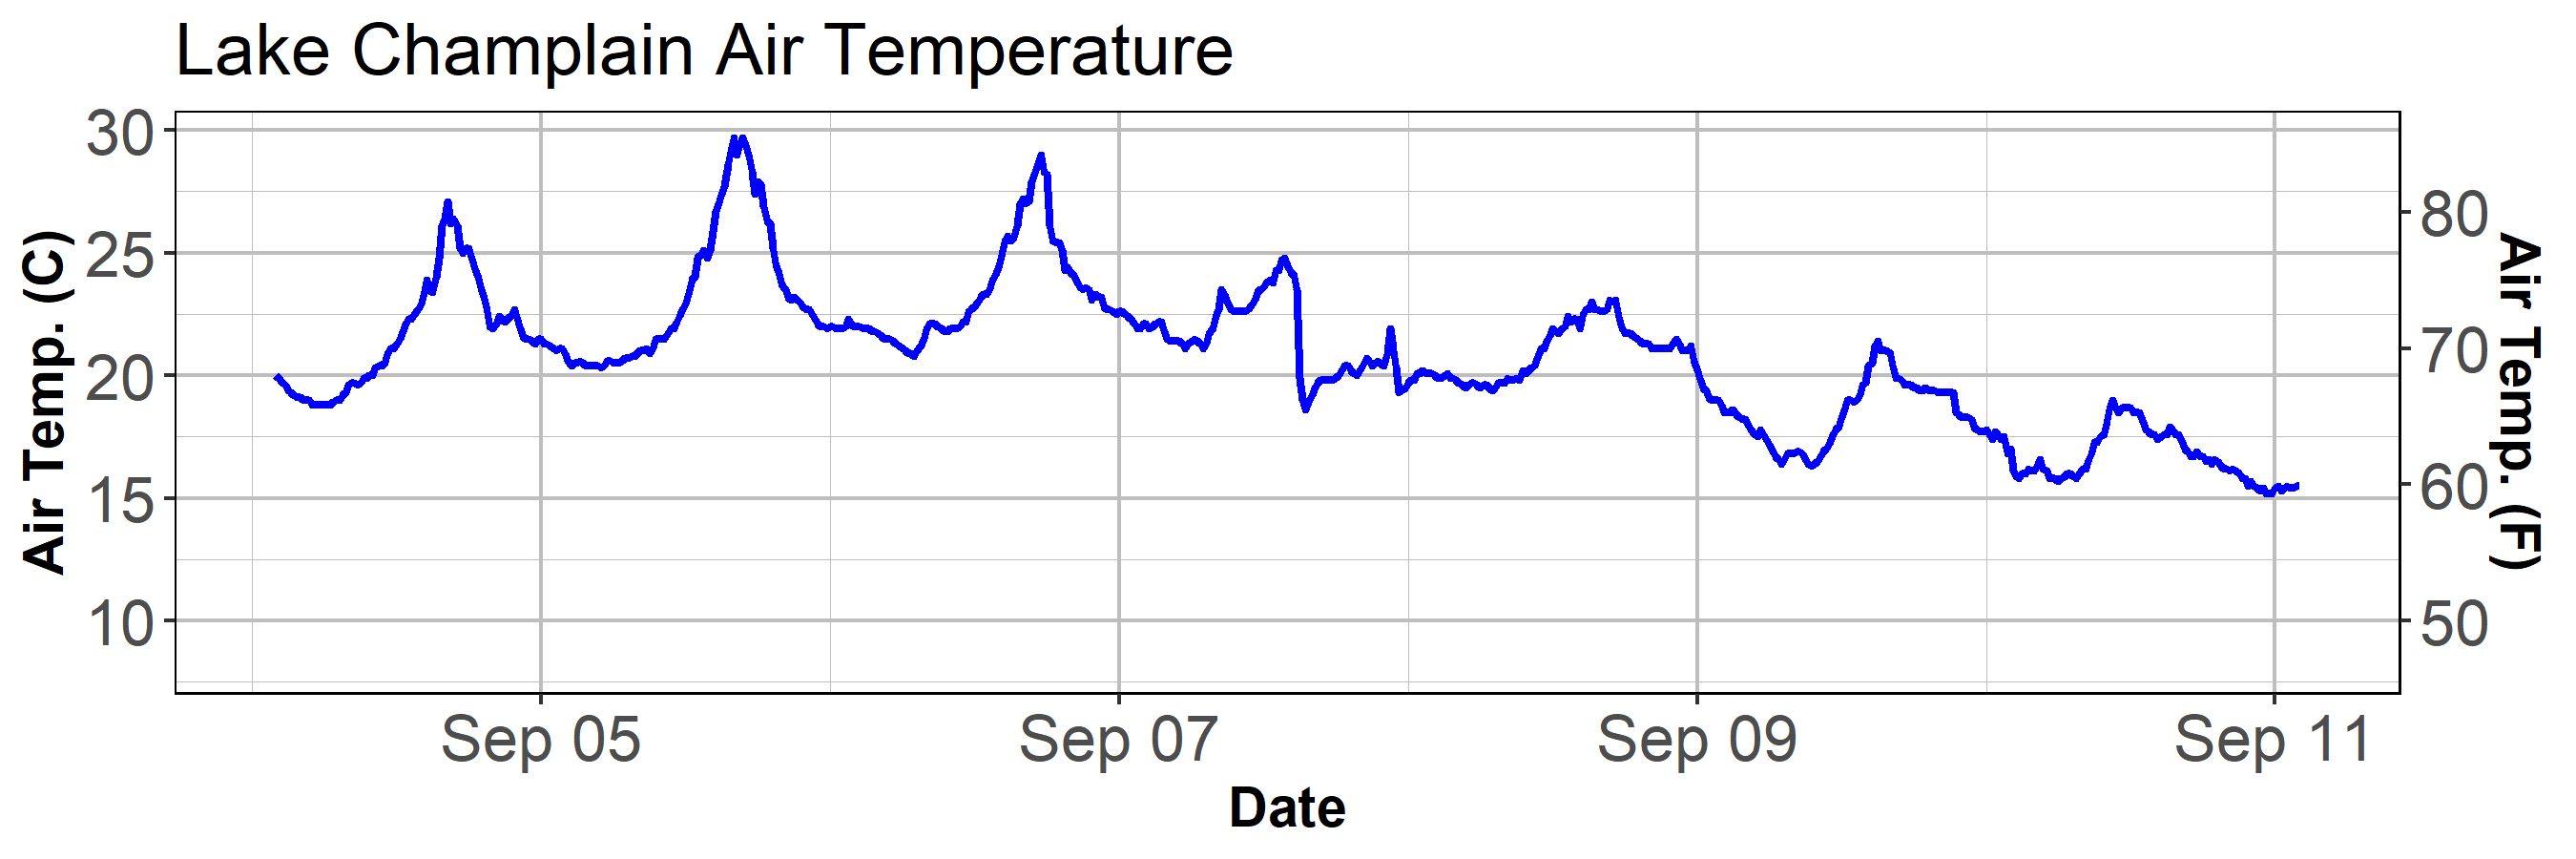 Lake Champlain Air Temperature
30
25
20
15
10
Air Temp. (C)
80
70
60
50
Air Temp. (F)
Sep 05
Sep 07
Sep 09
Sep 11
Date